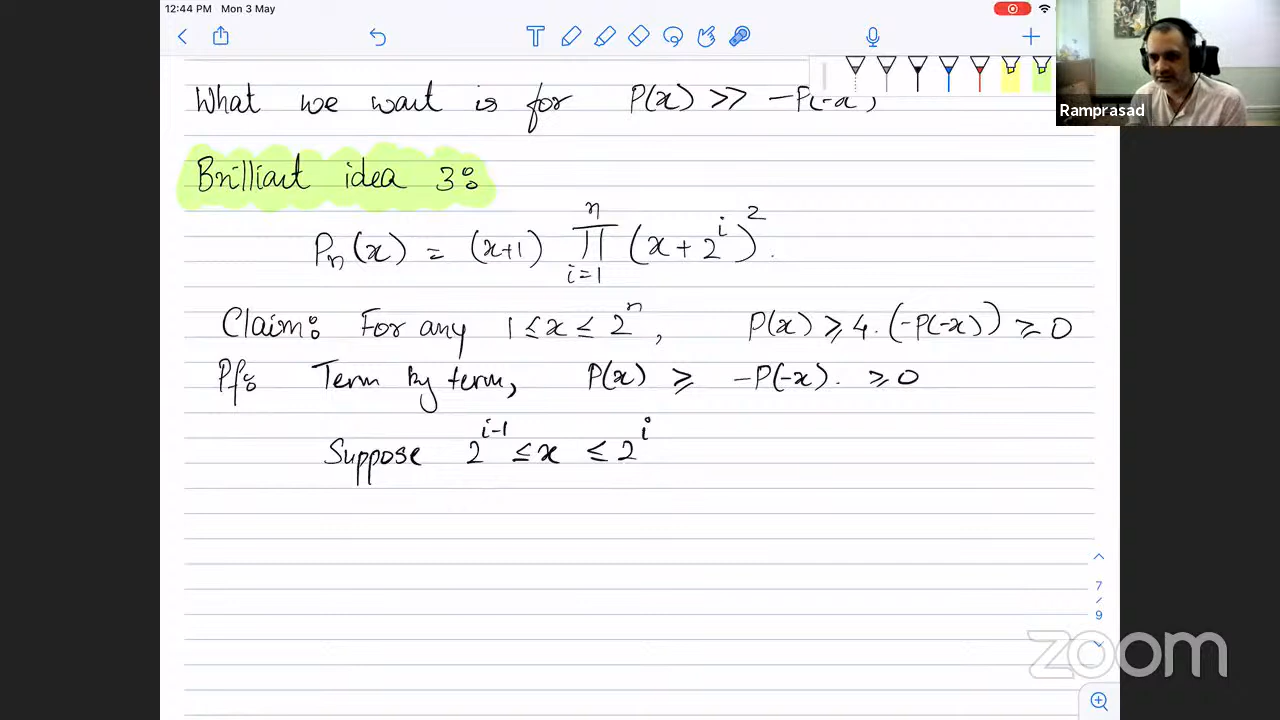 12:44 PM Mon 3 May
What we want is for P(x) >> -P(-x)
Ramprasad
Brilliant idea 3:
Pₙ(x) = (x+1) ∏_{i=1}^{n} (x + 2^i)^2.
Claim: For any 1 ≤ x ≤ 2^n, P(x) ≥ 4.(-P(-x)) ≥ 0
Pf: Term by term, P(x) ≥ -P(-x). ≥ 0
Suppose 2^{i-1} ≤ x ≤ 2^i
7
/
9
zoom